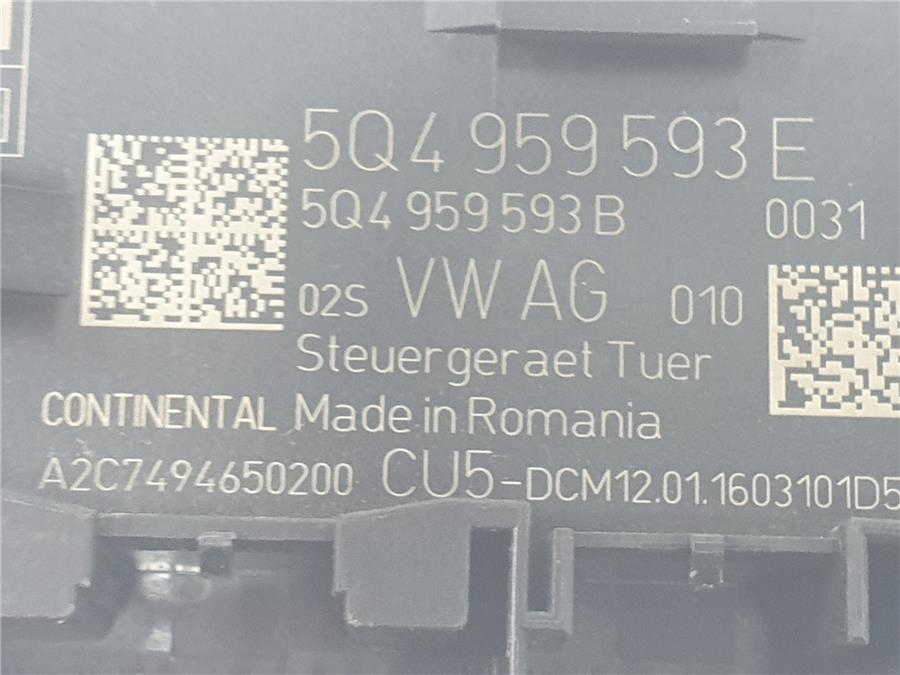 5Q4 959 593 E
5Q4 959 593 B 0031
02S VW AG 010
Steuergeraet Tuer
CONTINENTAL Made in Romania
A2C7494650200 CU5-DCM12.01.1603101D5